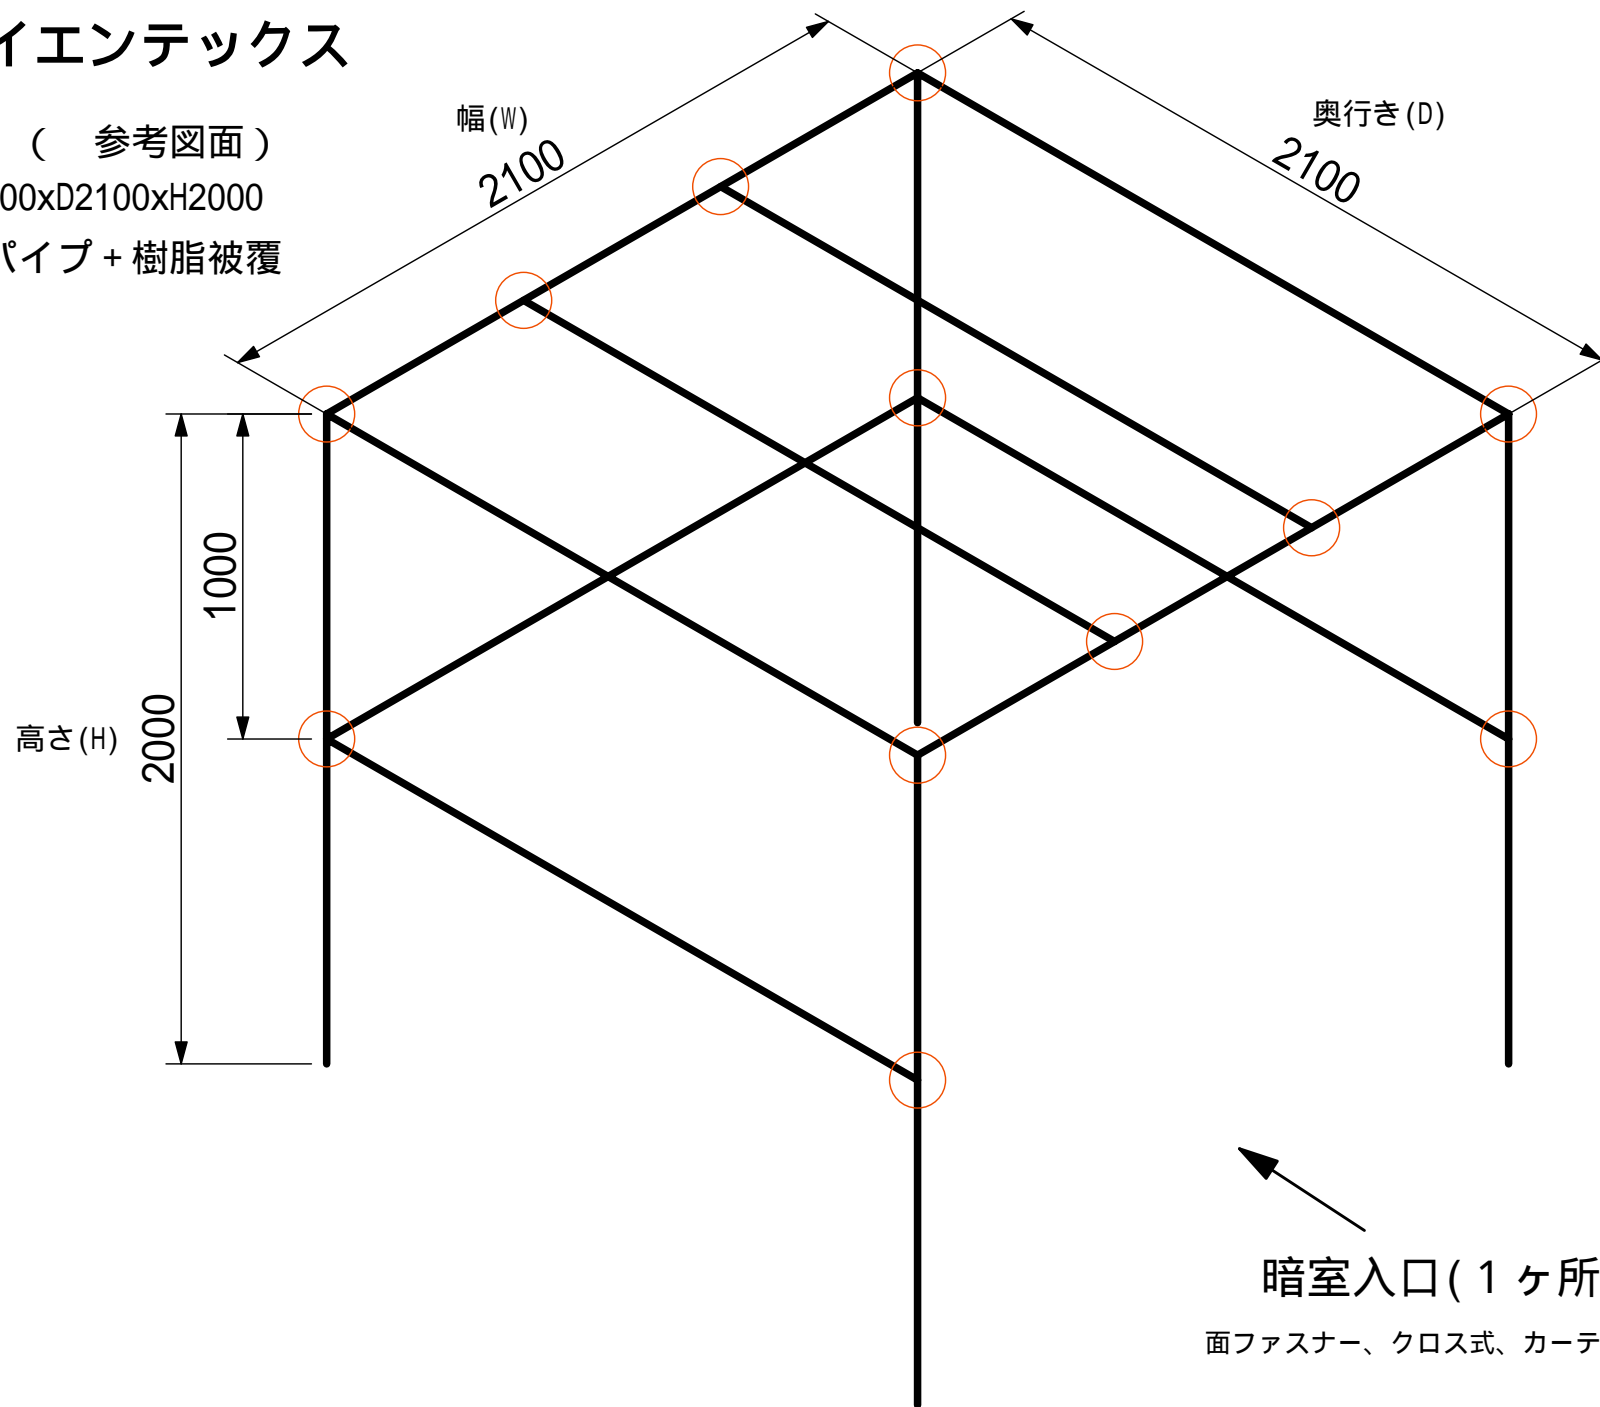 イエンテックス
( 参考図面 )
00xD2100xH2000
パイプ + 樹脂被覆
幅(W)
2100
奥行き(D)
2100
1000
高さ(H)
2000
暗室入口( 1 ヶ所
面ファスナー、クロス式、カーテ